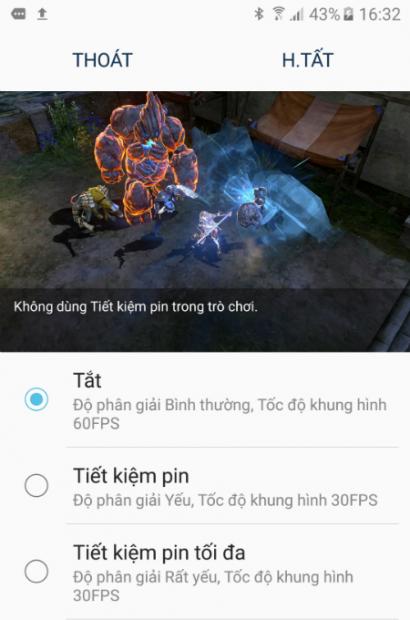 43% 16:32
THOÁT H.TẤT
Không dùng Tiết kiệm pin trong trò chơi.
Tắt
Độ phân giải Bình thường, Tốc độ khung hình
60FPS
Tiết kiệm pin
Độ phân giải Yếu, Tốc độ khung hình 30FPS
Tiết kiệm pin tối đa
Độ phân giải Rất yếu, Tốc độ khung hình
30FPS